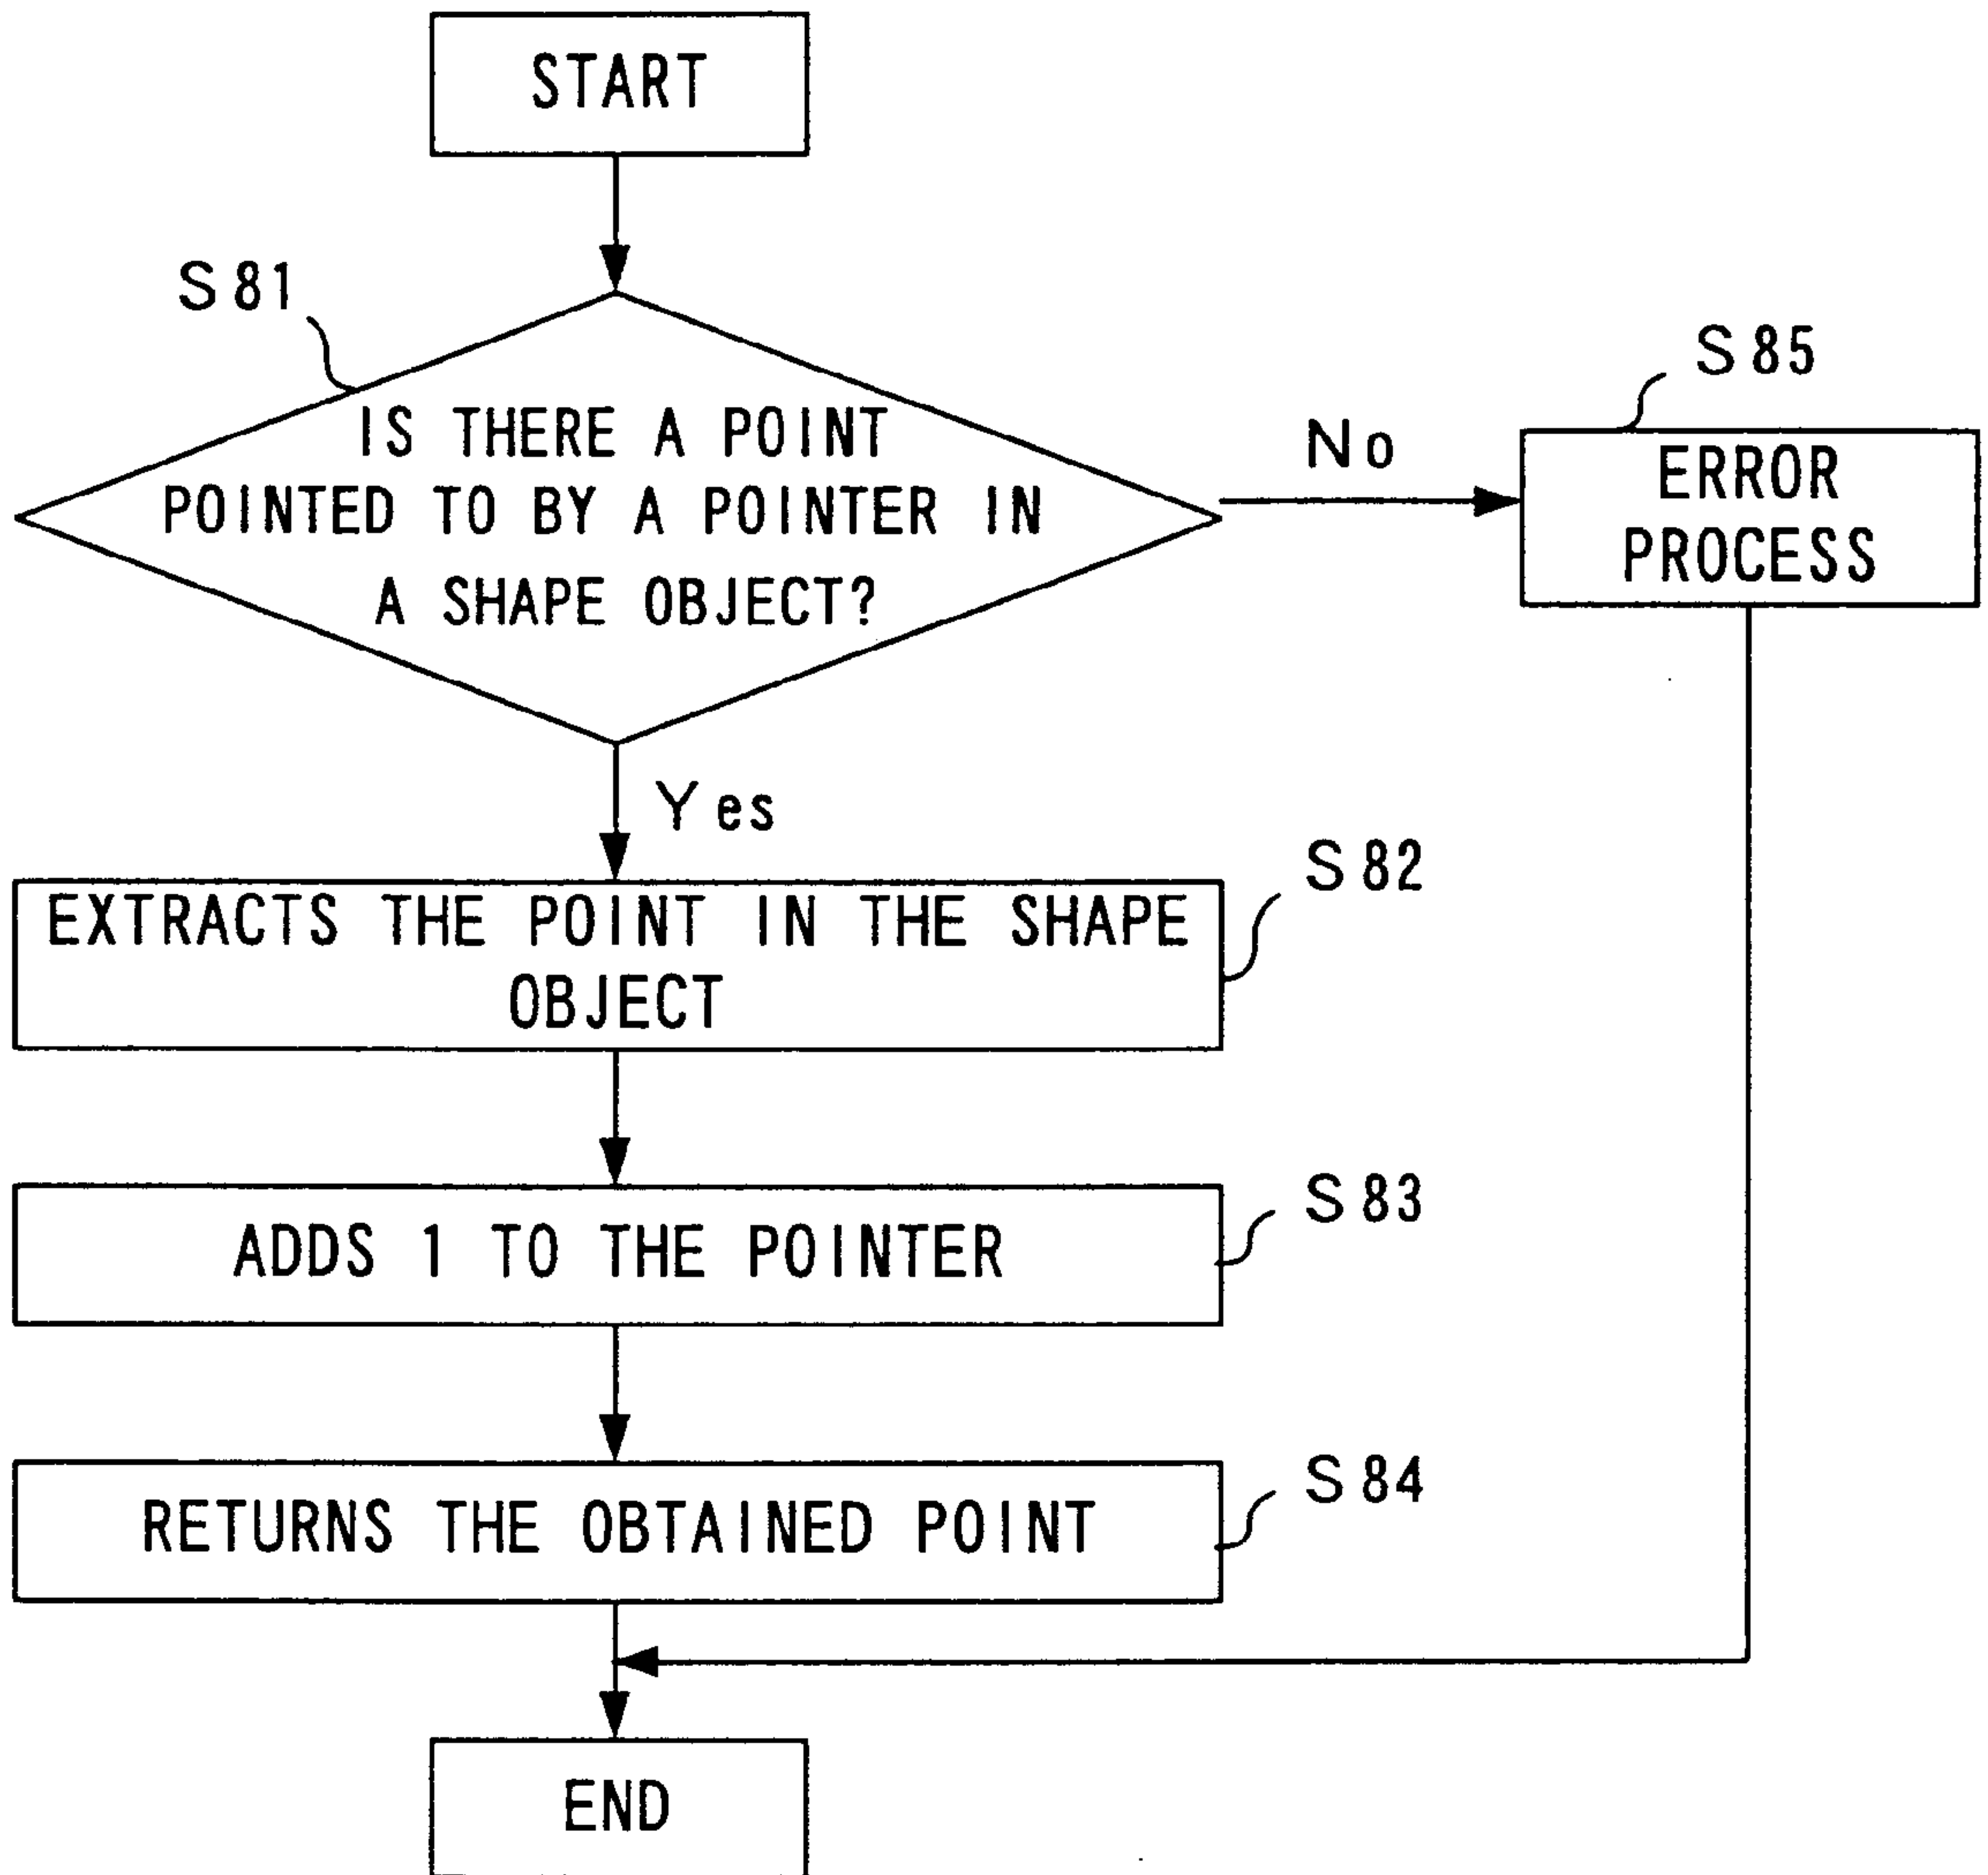 START
S81
IS THERE A POINT
POINTED TO BY A POINTER IN
A SHAPE OBJECT?
No
S85
ERROR
PROCESS
Yes
S82
EXTRACTS THE POINT IN THE SHAPE
OBJECT
S83
ADDS 1 TO THE POINTER
S84
RETURNS THE OBTAINED POINT
END